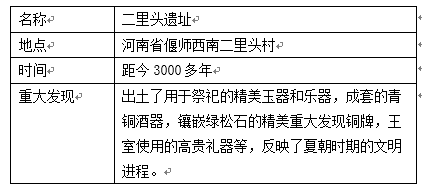 名称 二里头遗址
地点 河南省偃师西南二里头村
时间 距今 3000 多年
重大发现 出土了用于祭祀的精美玉器和乐器，成套的青
铜酒器，镶嵌绿松石的精美重大发现铜牌，王
室使用的高贵礼器等，反映了夏朝时期的文明
进程。